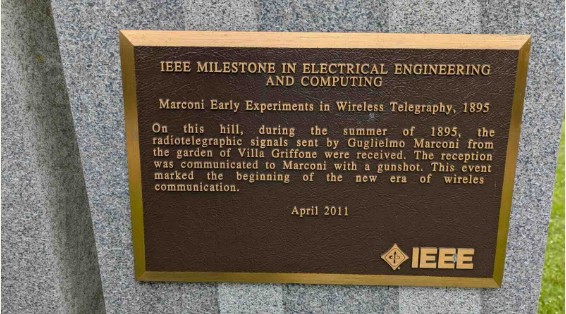 IEEE MILESTONE IN ELECTRICAL ENGINEERING
AND COMPUTING
Marconi Early Experiments in Wireless Telegraphy, 1895
On this hill, during the summer of 1895, the
radiotelegraphic signals sent by Guglielmo Marconi from
the garden of Villa Griffone were received. The reception
was communicated to Marconi with a gunshot. This event
marked the beginning of the new era of wireles
communication.
April 2011
IEEE